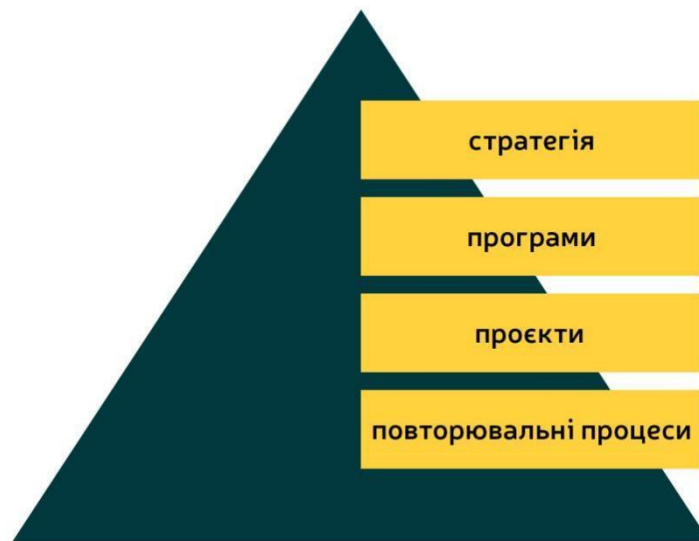 стратегія
програми
проєкти
повторювальні процеси